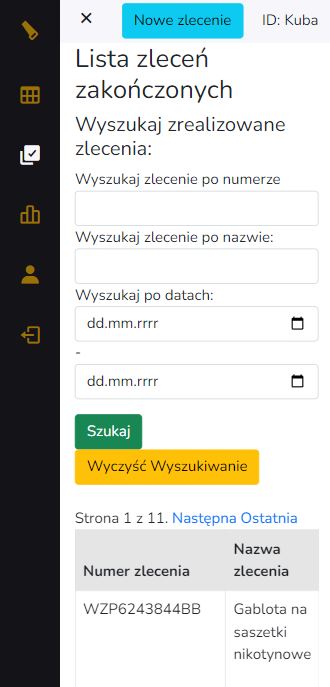 ✕ Nowe zlecenie ID: Kuba
Lista zleceń
zakończonych
Wyszukaj zrealizowane
zlecenia:
Wyszukaj zlecenie po numerze
Wyszukaj zlecenie po nazwie:
Wyszukaj po datach:
dd.mm.rrrr
-
dd.mm.rrrr
Szukaj
Wyczyść Wyszukiwanie
Strona 1 z 11. Następna Ostatnia
Numer zlecenia
Nazwa
zlecenia
WZP6243844BB
Gablota na
saszetki
nikotynowe